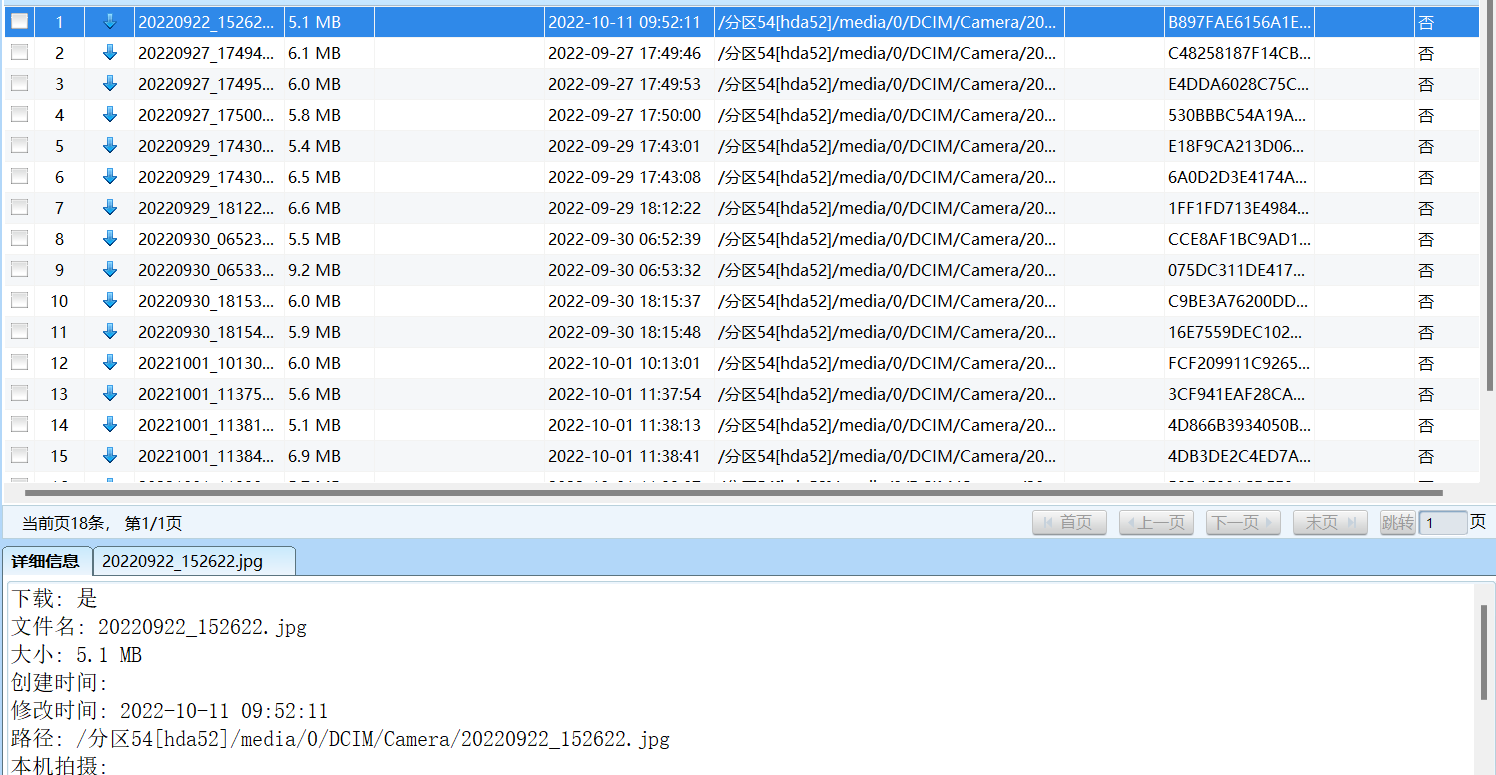 1 20220922_15262... 5.1 MB 2022-10-11 09:52:11 /分区54[hda52]/media/0/DCIM/Camera/20... B897FAE6156A1E... 否
2 20220927_17494... 6.1 MB 2022-09-27 17:49:46 /分区54[hda52]/media/0/DCIM/Camera/20... C48258187F14CB... 否
3 20220927_17495... 6.0 MB 2022-09-27 17:49:53 /分区54[hda52]/media/0/DCIM/Camera/20... E4DDA6028C75C... 否
4 20220927_17500... 5.8 MB 2022-09-27 17:50:00 /分区54[hda52]/media/0/DCIM/Camera/20... 530BBBC54A19A... 否
5 20220929_17430... 5.4 MB 2022-09-29 17:43:01 /分区54[hda52]/media/0/DCIM/Camera/20... E18F9CA213D06... 否
6 20220929_17430... 6.5 MB 2022-09-29 17:43:08 /分区54[hda52]/media/0/DCIM/Camera/20... 6A0D2D3E4174A... 否
7 20220929_18122... 6.6 MB 2022-09-29 18:12:22 /分区54[hda52]/media/0/DCIM/Camera/20... 1FF1FD713E4984... 否
8 20220930_06523... 5.5 MB 2022-09-30 06:52:39 /分区54[hda52]/media/0/DCIM/Camera/20... CCE8AF1BC9AD1... 否
9 20220930_06533... 9.2 MB 2022-09-30 06:53:32 /分区54[hda52]/media/0/DCIM/Camera/20... 075DC311DE417... 否
10 20220930_18153... 6.0 MB 2022-09-30 18:15:37 /分区54[hda52]/media/0/DCIM/Camera/20... C9BE3A76200DD... 否
11 20220930_18154... 5.9 MB 2022-09-30 18:15:48 /分区54[hda52]/media/0/DCIM/Camera/20... 16E7559DEC102... 否
12 20221001_10130... 6.0 MB 2022-10-01 10:13:01 /分区54[hda52]/media/0/DCIM/Camera/20... FCF209911C9265... 否
13 20221001_11375... 5.6 MB 2022-10-01 11:37:54 /分区54[hda52]/media/0/DCIM/Camera/20... 3CF941EAF28CA... 否
14 20221001_11381... 5.1 MB 2022-10-01 11:38:13 /分区54[hda52]/media/0/DCIM/Camera/20... 4D866B3934050B... 否
15 20221001_11384... 6.9 MB 2022-10-01 11:38:41 /分区54[hda52]/media/0/DCIM/Camera/20... 4DB3DE2C4ED7A... 否
当前页18条， 第1/1页 首页 上一页 下一页 末页 跳转 1 页
详细信息 20220922_152622.jpg
下载: 是
文件名: 20220922_152622.jpg
大小: 5.1 MB
创建时间:
修改时间: 2022-10-11 09:52:11
路径: /分区54[hda52]/media/0/DCIM/Camera/20220922_152622.jpg
本机拍摄: